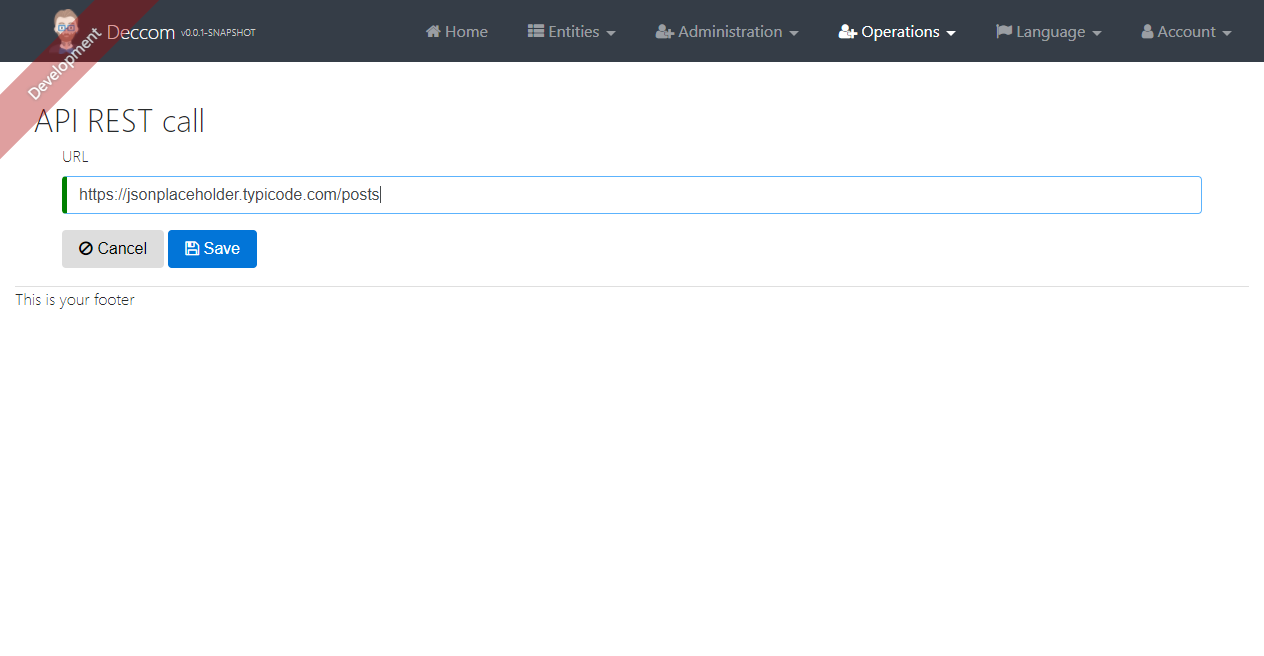 Deccom v0.0.1-SNAPSHOT Home Entities Administration Operations Language Account
Development
API REST call
URL
https://jsonplaceholder.typicode.com/posts
Cancel Save
This is your footer